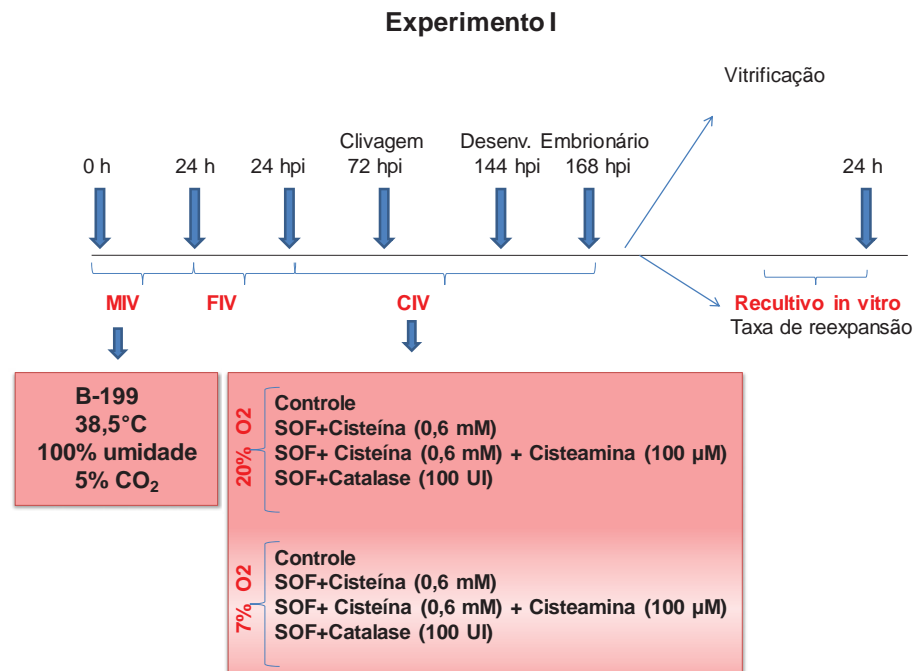 Experimento I
Vitrificação
Clivagem Desenv. Embrionário
0 h 24 h 24 hpi 72 hpi 144 hpi 168 hpi 24 h
MIV FIV CIV Recultivo in vitro
Taxa de reexpansão
B-199
38,5°C
100% umidade
5% CO₂
20% O2
Controle
SOF+Cisteína (0,6 mM)
SOF+ Cisteína (0,6 mM) + Cisteamina (100 µM)
SOF+Catalase (100 UI)
7% O2
Controle
SOF+Cisteína (0,6 mM)
SOF+ Cisteína (0,6 mM) + Cisteamina (100 µM)
SOF+Catalase (100 UI)